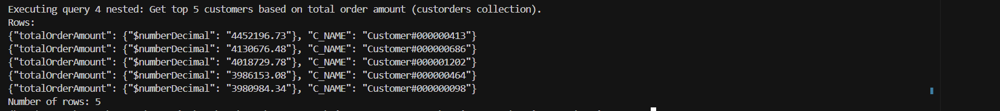 Executing query 4 nested: Get top 5 customers based on total order amount (custorders collection).
Rows:
{"totalOrderAmount": {"$numberDecimal": "4452196.73"}, "C_NAME": "Customer#000000413"}
{"totalOrderAmount": {"$numberDecimal": "4130676.48"}, "C_NAME": "Customer#000000686"}
{"totalOrderAmount": {"$numberDecimal": "4018729.78"}, "C_NAME": "Customer#000001202"}
{"totalOrderAmount": {"$numberDecimal": "3986153.08"}, "C_NAME": "Customer#000000464"}
{"totalOrderAmount": {"$numberDecimal": "3980984.34"}, "C_NAME": "Customer#000000098"}
Number of rows: 5